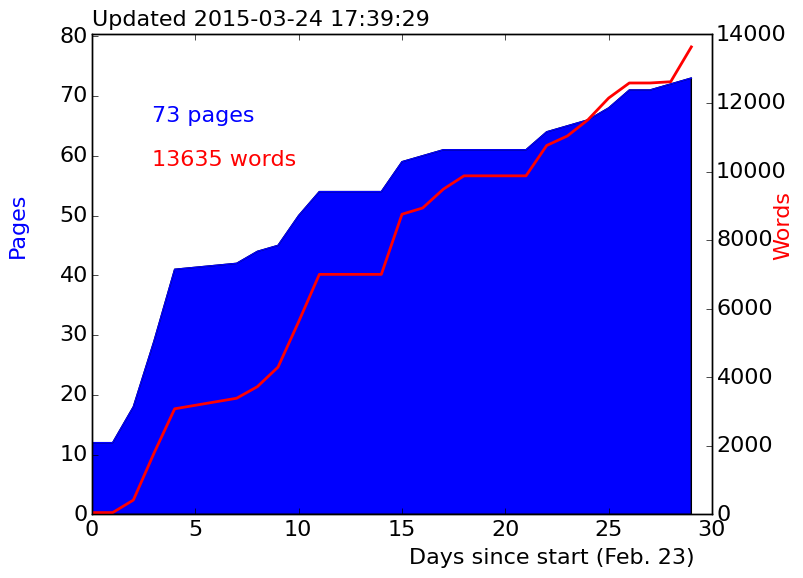 Updated 2015-03-24 17:39:29
80
70
60
50
40
30
20
10
0
Pages
73 pages
13635 words
14000
12000
10000
8000
6000
4000
2000
0
Words
0 5 10 15 20 25 30
Days since start (Feb. 23)